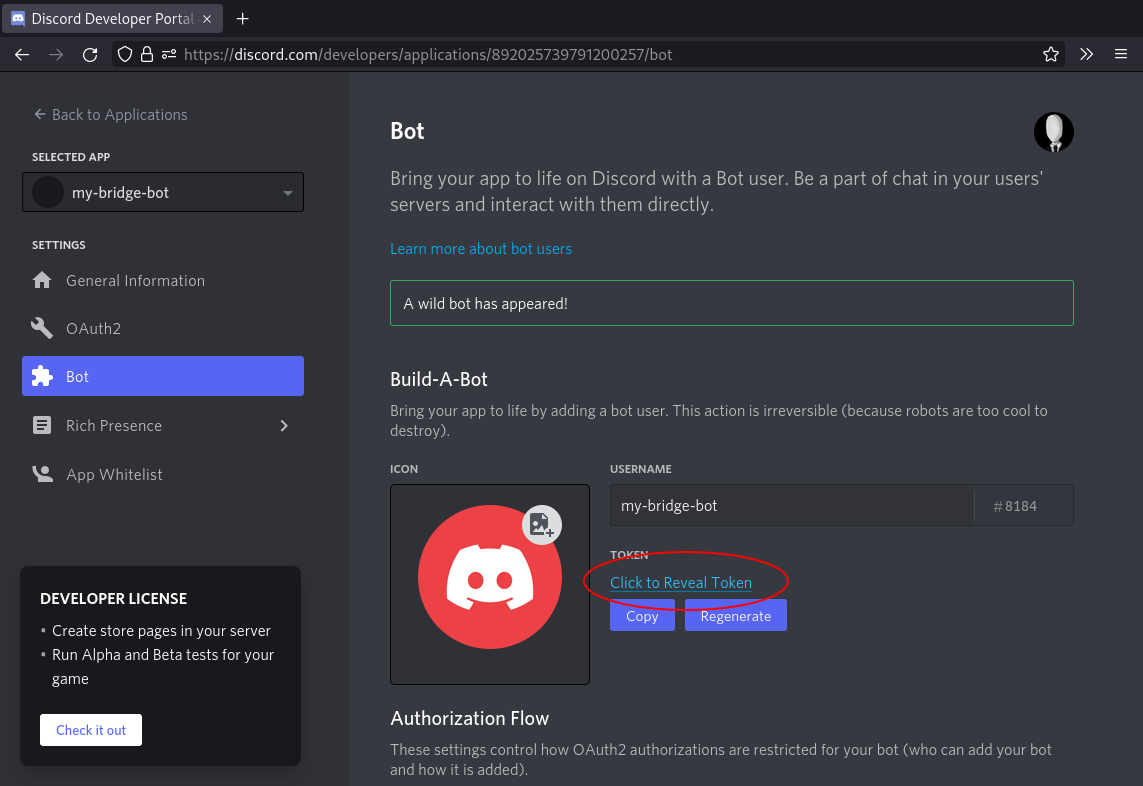 Discord Developer Portal
https://discord.com/developers/applications/892025739791200257/bot
Back to Applications
SELECTED APP
my-bridge-bot
SETTINGS
General Information
OAuth2
Bot
Rich Presence
App Whitelist
DEVELOPER LICENSE
• Create store pages in your server
• Run Alpha and Beta tests for your
game
Check it out
Bot
Bring your app to life on Discord with a Bot user. Be a part of chat in your users'
servers and interact with them directly.
Learn more about bot users
A wild bot has appeared!
Build-A-Bot
Bring your app to life by adding a bot user. This action is irreversible (because robots are too cool to
destroy).
ICON
USERNAME
my-bridge-bot #8184
TOKEN
Click to Reveal Token
Copy Regenerate
Authorization Flow
These settings control how OAuth2 authorizations are restricted for your bot (who can add your bot
and how it is added).